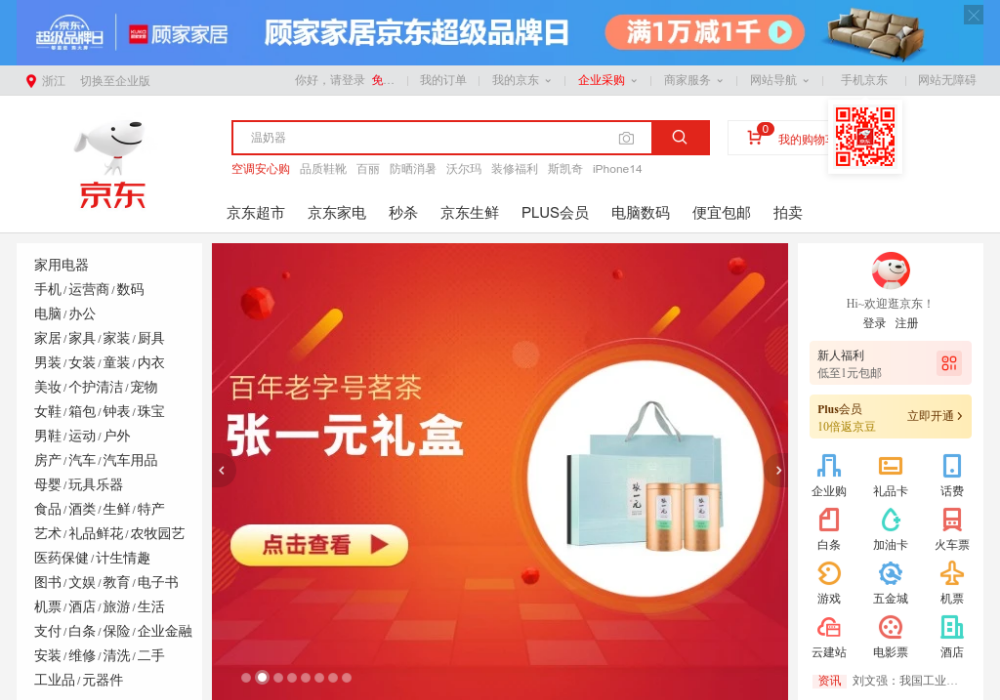 京东
超级品牌日
顾家家居
顾家家居京东超级品牌日
满1万减1千
浙江
切换至企业版
你好，请登录 免…
我的订单
我的京东
企业采购
商家服务
网站导航
手机京东
网站无障碍
京东
温奶器
0
我的购物
空调安心购 品质鞋靴 百丽 防晒消暑 沃尔玛 装修福利 斯凯奇 iPhone14
京东超市 京东家电 秒杀 京东生鲜 PLUS会员 电脑数码 便宜包邮 拍卖
家用电器
手机/运营商/数码
电脑/办公
家居/家具/家装/厨具
男装/女装/童装/内衣
美妆/个护清洁/宠物
女鞋/箱包/钟表/珠宝
男鞋/运动/户外
房产/汽车/汽车用品
母婴/玩具乐器
食品/酒类/生鲜/特产
艺术/礼品鲜花/农牧园艺
医药保健/计生情趣
图书/文娱/教育/电子书
机票/酒店/旅游/生活
支付/白条/保险/企业金融
安装/维修/清洗/二手
工业品/元器件
百年老字号茗茶
张一元礼盒
点击查看
张一元
张一元
张一元
Hi~欢迎逛京东！
登录 注册
新人福利
低至1元包邮
Plus会员
10倍返京豆
立即开通
企业购 礼品卡 话费
白条 加油卡 火车票
游戏 五金城 机票
云建站 电影票 酒店
资讯 刘文强：我国工业…